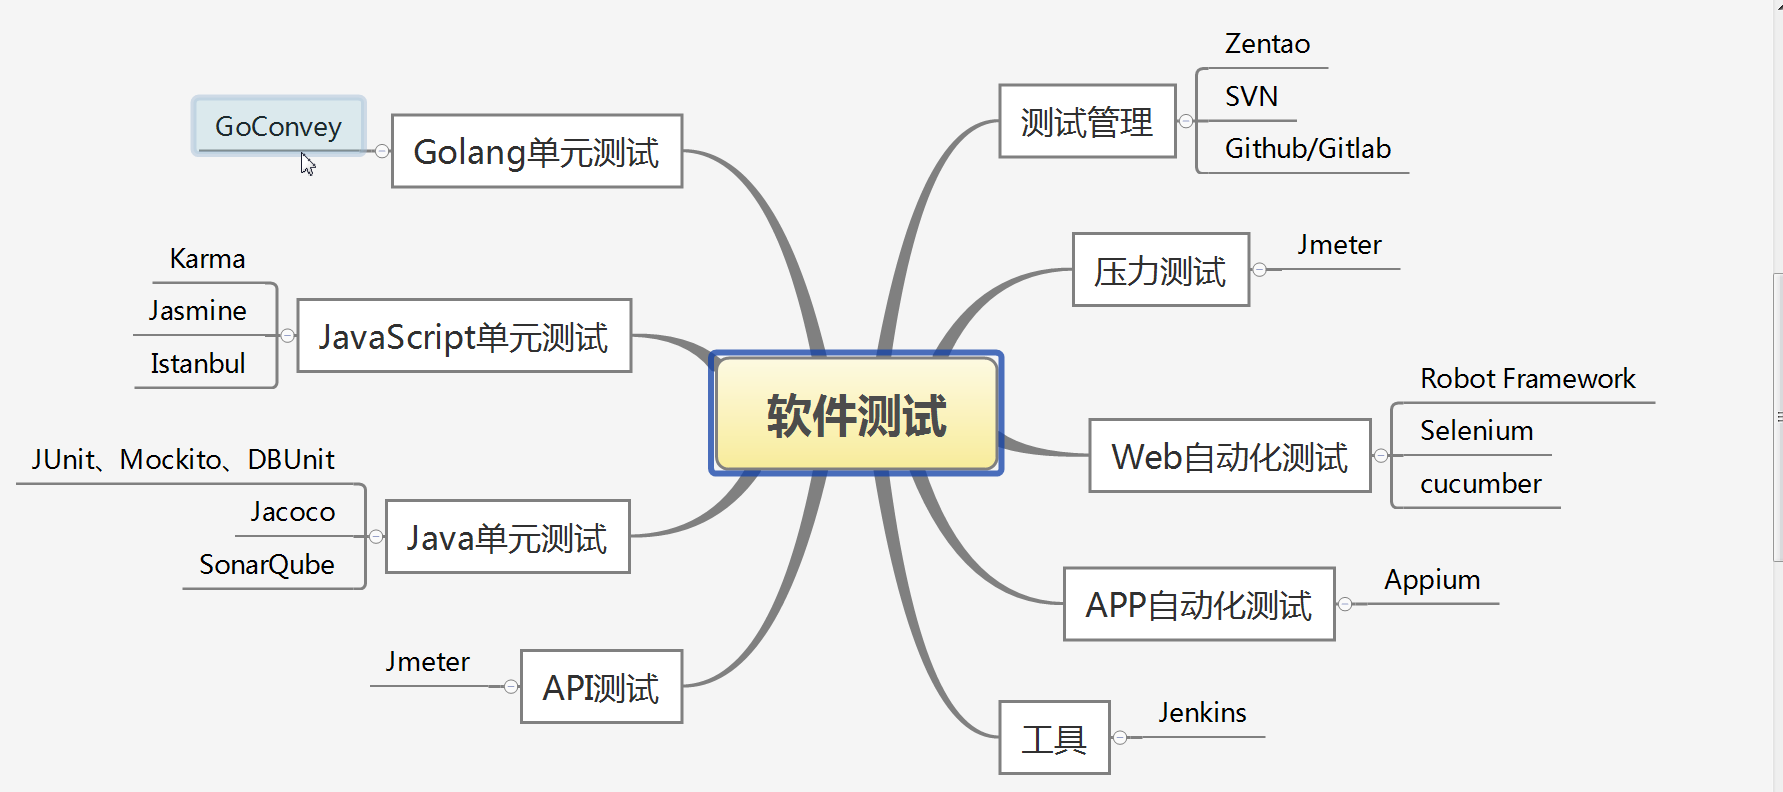 软件测试
测试管理
Zentao
SVN
Github/Gitlab
压力测试
Jmeter
Web自动化测试
Robot Framework
Selenium
cucumber
APP自动化测试
Appium
工具
Jenkins
Golang单元测试
GoConvey
JavaScript单元测试
Karma
Jasmine
Istanbul
Java单元测试
JUnit、Mockito、DBUnit
Jacoco
SonarQube
API测试
Jmeter